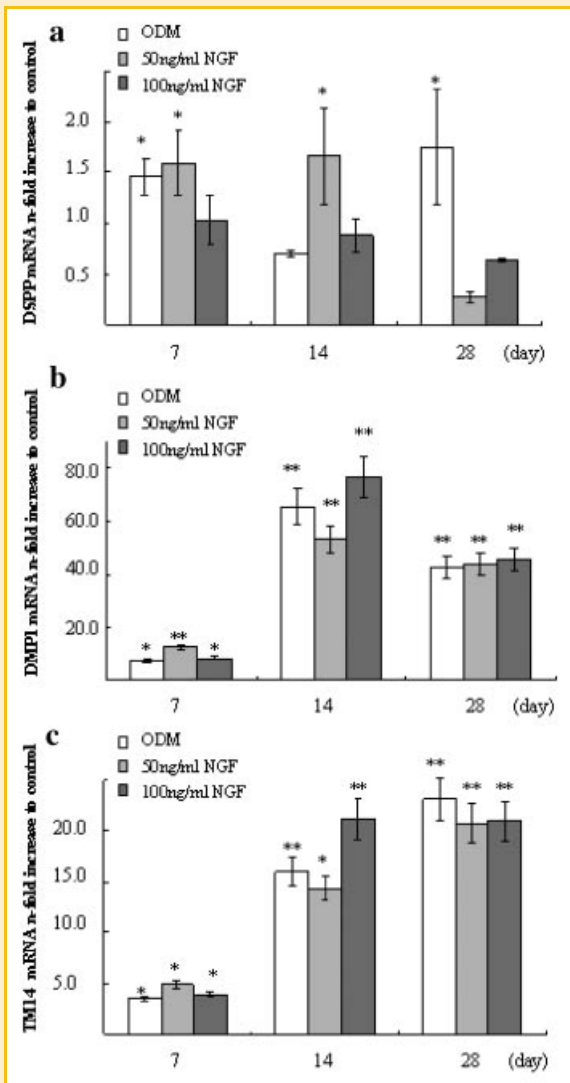 a
ODM
50ng/ml NGF
100ng/ml NGF
DSPP mRNA n-fold increase to control
2.0
1.5
1.0
0.5
*
*
*
*
7 14 28 (day)
b
ODM
50ng/ml NGF
100ng/ml NGF
DMP1 mRNA n-fold increase to control
80.0
60.0
40.0
20.0
* ** *
** ** **
** ** **
7 14 28 (day)
c
ODM
50ng/ml NGF
100ng/ml NGF
TM14 mRNA n-fold increase to control
20.0
15.0
10.0
5.0
* * *
** * **
** ** **
7 14 28 (day)